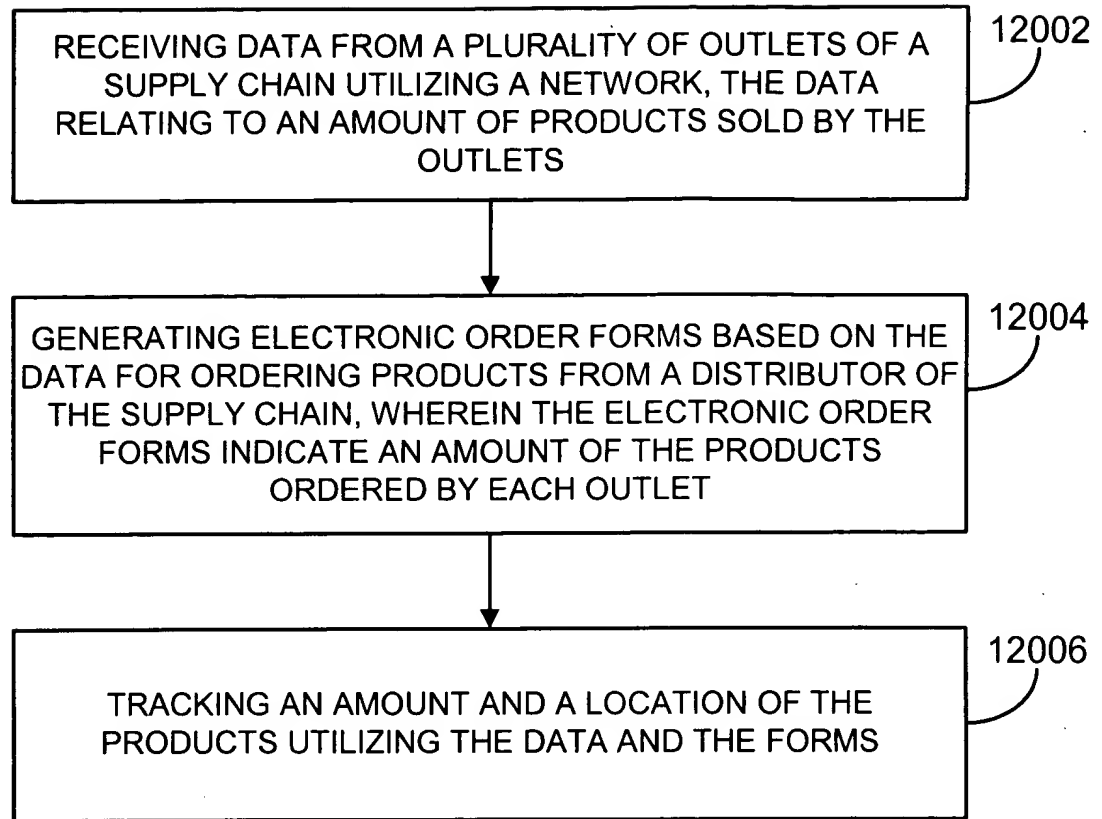 RECEIVING DATA FROM A PLURALITY OF OUTLETS OF A
SUPPLY CHAIN UTILIZING A NETWORK, THE DATA
RELATING TO AN AMOUNT OF PRODUCTS SOLD BY THE
OUTLETS
12002
GENERATING ELECTRONIC ORDER FORMS BASED ON THE
DATA FOR ORDERING PRODUCTS FROM A DISTRIBUTOR OF
THE SUPPLY CHAIN, WHEREIN THE ELECTRONIC ORDER
FORMS INDICATE AN AMOUNT OF THE PRODUCTS
ORDERED BY EACH OUTLET
12004
TRACKING AN AMOUNT AND A LOCATION OF THE
PRODUCTS UTILIZING THE DATA AND THE FORMS
12006